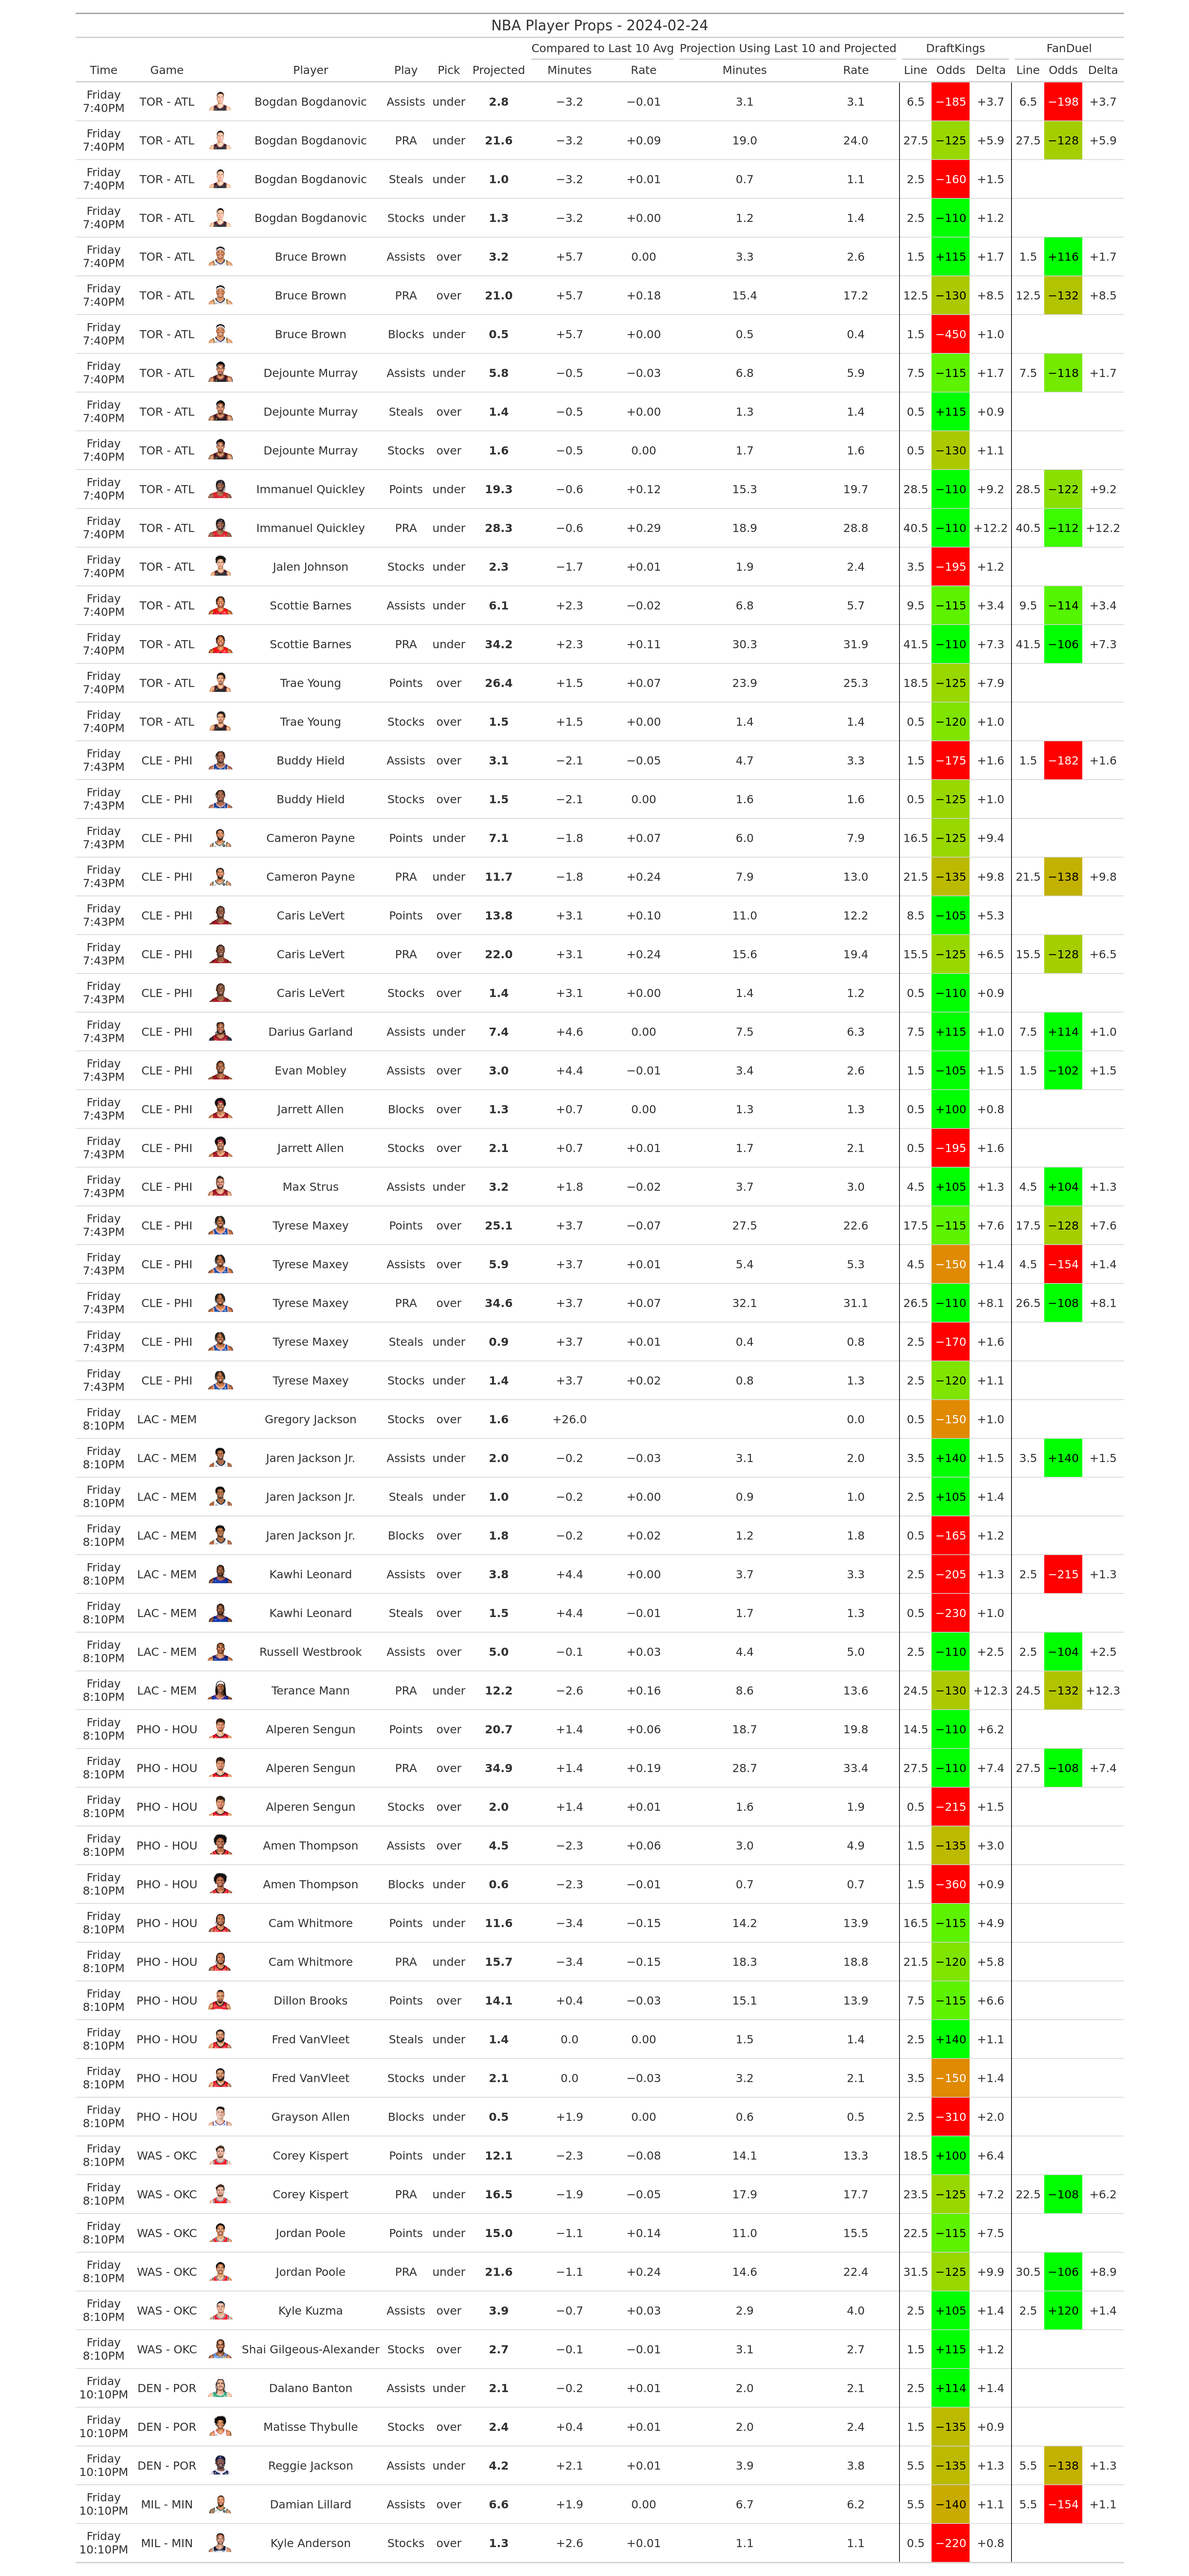 NBA Player Props - 2024-02-24
Compared to Last 10 Avg Projection Using Last 10 and Projected DraftKings FanDuel
Time Game Player Play Pick Projected Minutes Rate Minutes Rate Line Odds Delta Line Odds Delta
Friday 7:40PM TOR - ATL Bogdan Bogdanovic Assists under 2.8 −3.2 −0.01 3.1 3.1 6.5 −185 +3.7 6.5 −198 +3.7
Friday 7:40PM TOR - ATL Bogdan Bogdanovic PRA under 21.6 −3.2 +0.09 19.0 24.0 27.5 −125 +5.9 27.5 −128 +5.9
Friday 7:40PM TOR - ATL Bogdan Bogdanovic Steals under 1.0 −3.2 +0.01 0.7 1.1 2.5 −160 +1.5
Friday 7:40PM TOR - ATL Bogdan Bogdanovic Stocks under 1.3 −3.2 +0.00 1.2 1.4 2.5 −110 +1.2
Friday 7:40PM TOR - ATL Bruce Brown Assists over 3.2 +5.7 0.00 3.3 2.6 1.5 +115 +1.7 1.5 +116 +1.7
Friday 7:40PM TOR - ATL Bruce Brown PRA over 21.0 +5.7 +0.18 15.4 17.2 12.5 −130 +8.5 12.5 −132 +8.5
Friday 7:40PM TOR - ATL Bruce Brown Blocks under 0.5 +5.7 +0.00 0.5 0.4 1.5 −450 +1.0
Friday 7:40PM TOR - ATL Dejounte Murray Assists under 5.8 −0.5 −0.03 6.8 5.9 7.5 −115 +1.7 7.5 −118 +1.7
Friday 7:40PM TOR - ATL Dejounte Murray Steals over 1.4 −0.5 +0.00 1.3 1.4 0.5 +115 +0.9
Friday 7:40PM TOR - ATL Dejounte Murray Stocks over 1.6 −0.5 0.00 1.7 1.6 0.5 −130 +1.1
Friday 7:40PM TOR - ATL Immanuel Quickley Points under 19.3 −0.6 +0.12 15.3 19.7 28.5 −110 +9.2 28.5 −122 +9.2
Friday 7:40PM TOR - ATL Immanuel Quickley PRA under 28.3 −0.6 +0.29 18.9 28.8 40.5 −110 +12.2 40.5 −112 +12.2
Friday 7:40PM TOR - ATL Jalen Johnson Stocks under 2.3 −1.7 +0.01 1.9 2.4 3.5 −195 +1.2
Friday 7:40PM TOR - ATL Scottie Barnes Assists under 6.1 +2.3 −0.02 6.8 5.7 9.5 −115 +3.4 9.5 −114 +3.4
Friday 7:40PM TOR - ATL Scottie Barnes PRA under 34.2 +2.3 +0.11 30.3 31.9 41.5 −110 +7.3 41.5 −106 +7.3
Friday 7:40PM TOR - ATL Trae Young Points over 26.4 +1.5 +0.07 23.9 25.3 18.5 −125 +7.9
Friday 7:40PM TOR - ATL Trae Young Stocks over 1.5 +1.5 +0.00 1.4 1.4 0.5 −120 +1.0
Friday 7:43PM CLE - PHI Buddy Hield Assists over 3.1 −2.1 −0.05 4.7 3.3 1.5 −175 +1.6 1.5 −182 +1.6
Friday 7:43PM CLE - PHI Buddy Hield Stocks over 1.5 −2.1 0.00 1.6 1.6 0.5 −125 +1.0
Friday 7:43PM CLE - PHI Cameron Payne Points under 7.1 −1.8 +0.07 6.0 7.9 16.5 −125 +9.4
Friday 7:43PM CLE - PHI Cameron Payne PRA under 11.7 −1.8 +0.24 7.9 13.0 21.5 −135 +9.8 21.5 −138 +9.8
Friday 7:43PM CLE - PHI Caris LeVert Points over 13.8 +3.1 +0.10 11.0 12.2 8.5 −105 +5.3
Friday 7:43PM CLE - PHI Caris LeVert PRA over 22.0 +3.1 +0.24 15.6 19.4 15.5 −125 +6.5 15.5 −128 +6.5
Friday 7:43PM CLE - PHI Caris LeVert Stocks over 1.4 +3.1 +0.00 1.4 1.2 0.5 −110 +0.9
Friday 7:43PM CLE - PHI Darius Garland Assists under 7.4 +4.6 0.00 7.5 6.3 7.5 +115 +1.0 7.5 +114 +1.0
Friday 7:43PM CLE - PHI Evan Mobley Assists over 3.0 +4.4 −0.01 3.4 2.6 1.5 −105 +1.5 1.5 −102 +1.5
Friday 7:43PM CLE - PHI Jarrett Allen Blocks over 1.3 +0.7 0.00 1.3 1.3 0.5 +100 +0.8
Friday 7:43PM CLE - PHI Jarrett Allen Stocks over 2.1 +0.7 +0.01 1.7 2.1 0.5 −195 +1.6
Friday 7:43PM CLE - PHI Max Strus Assists under 3.2 +1.8 −0.02 3.7 3.0 4.5 +105 +1.3 4.5 +104 +1.3
Friday 7:43PM CLE - PHI Tyrese Maxey Points over 25.1 +3.7 −0.07 27.5 22.6 17.5 −115 +7.6 17.5 −128 +7.6
Friday 7:43PM CLE - PHI Tyrese Maxey Assists over 5.9 +3.7 +0.01 5.4 5.3 4.5 −150 +1.4 4.5 −154 +1.4
Friday 7:43PM CLE - PHI Tyrese Maxey PRA over 34.6 +3.7 +0.07 32.1 31.1 26.5 −110 +8.1 26.5 −108 +8.1
Friday 7:43PM CLE - PHI Tyrese Maxey Steals under 0.9 +3.7 +0.01 0.4 0.8 2.5 −170 +1.6
Friday 7:43PM CLE - PHI Tyrese Maxey Stocks under 1.4 +3.7 +0.02 0.8 1.3 2.5 −120 +1.1
Friday 8:10PM LAC - MEM Gregory Jackson Stocks over 1.6 +26.0 0.0 0.5 −150 +1.0
Friday 8:10PM LAC - MEM Jaren Jackson Jr. Assists under 2.0 −0.2 −0.03 3.1 2.0 3.5 +140 +1.5 3.5 +140 +1.5
Friday 8:10PM LAC - MEM Jaren Jackson Jr. Steals under 1.0 −0.2 +0.00 0.9 1.0 2.5 +105 +1.4
Friday 8:10PM LAC - MEM Jaren Jackson Jr. Blocks over 1.8 −0.2 +0.02 1.2 1.8 0.5 −165 +1.2
Friday 8:10PM LAC - MEM Kawhi Leonard Assists over 3.8 +4.4 +0.00 3.7 3.3 2.5 −205 +1.3 2.5 −215 +1.3
Friday 8:10PM LAC - MEM Kawhi Leonard Steals over 1.5 +4.4 −0.01 1.7 1.3 0.5 −230 +1.0
Friday 8:10PM LAC - MEM Russell Westbrook Assists over 5.0 −0.1 +0.03 4.4 5.0 2.5 −110 +2.5 2.5 −104 +2.5
Friday 8:10PM LAC - MEM Terance Mann PRA under 12.2 −2.6 +0.16 8.6 13.6 24.5 −130 +12.3 24.5 −132 +12.3
Friday 8:10PM PHO - HOU Alperen Sengun Points over 20.7 +1.4 +0.06 18.7 19.8 14.5 −110 +6.2
Friday 8:10PM PHO - HOU Alperen Sengun PRA over 34.9 +1.4 +0.19 28.7 33.4 27.5 −110 +7.4 27.5 −108 +7.4
Friday 8:10PM PHO - HOU Alperen Sengun Stocks over 2.0 +1.4 +0.01 1.6 1.9 0.5 −215 +1.5
Friday 8:10PM PHO - HOU Amen Thompson Assists over 4.5 −2.3 +0.06 3.0 4.9 1.5 −135 +3.0
Friday 8:10PM PHO - HOU Amen Thompson Blocks under 0.6 −2.3 −0.01 0.7 0.7 1.5 −360 +0.9
Friday 8:10PM PHO - HOU Cam Whitmore Points under 11.6 −3.4 −0.15 14.2 13.9 16.5 −115 +4.9
Friday 8:10PM PHO - HOU Cam Whitmore PRA under 15.7 −3.4 −0.15 18.3 18.8 21.5 −120 +5.8
Friday 8:10PM PHO - HOU Dillon Brooks Points over 14.1 +0.4 −0.03 15.1 13.9 7.5 −115 +6.6
Friday 8:10PM PHO - HOU Fred VanVleet Steals under 1.4 0.0 0.00 1.5 1.4 2.5 +140 +1.1
Friday 8:10PM PHO - HOU Fred VanVleet Stocks under 2.1 0.0 −0.03 3.2 2.1 3.5 −150 +1.4
Friday 8:10PM PHO - HOU Grayson Allen Blocks under 0.5 +1.9 0.00 0.6 0.5 2.5 −310 +2.0
Friday 8:10PM WAS - OKC Corey Kispert Points under 12.1 −2.3 −0.08 14.1 13.3 18.5 +100 +6.4
Friday 8:10PM WAS - OKC Corey Kispert PRA under 16.5 −1.9 −0.05 17.9 17.7 23.5 −125 +7.2 22.5 −108 +6.2
Friday 8:10PM WAS - OKC Jordan Poole Points under 15.0 −1.1 +0.14 11.0 15.5 22.5 −115 +7.5
Friday 8:10PM WAS - OKC Jordan Poole PRA under 21.6 −1.1 +0.24 14.6 22.4 31.5 −125 +9.9 30.5 −106 +8.9
Friday 8:10PM WAS - OKC Kyle Kuzma Assists over 3.9 −0.7 +0.03 2.9 4.0 2.5 +105 +1.4 2.5 +120 +1.4
Friday 8:10PM WAS - OKC Shai Gilgeous-Alexander Stocks over 2.7 −0.1 −0.01 3.1 2.7 1.5 +115 +1.2
Friday 10:10PM DEN - POR Dalano Banton Assists under 2.1 −0.2 +0.01 2.0 2.1 2.5 +114 +1.4
Friday 10:10PM DEN - POR Matisse Thybulle Stocks over 2.4 +0.4 +0.01 2.0 2.4 1.5 −135 +0.9
Friday 10:10PM DEN - POR Reggie Jackson Assists under 4.2 +2.1 +0.01 3.9 3.8 5.5 −135 +1.3 5.5 −138 +1.3
Friday 10:10PM MIL - MIN Damian Lillard Assists over 6.6 +1.9 0.00 6.7 6.2 5.5 −140 +1.1 5.5 −154 +1.1
Friday 10:10PM MIL - MIN Kyle Anderson Stocks over 1.3 +2.6 +0.01 1.1 1.1 0.5 −220 +0.8